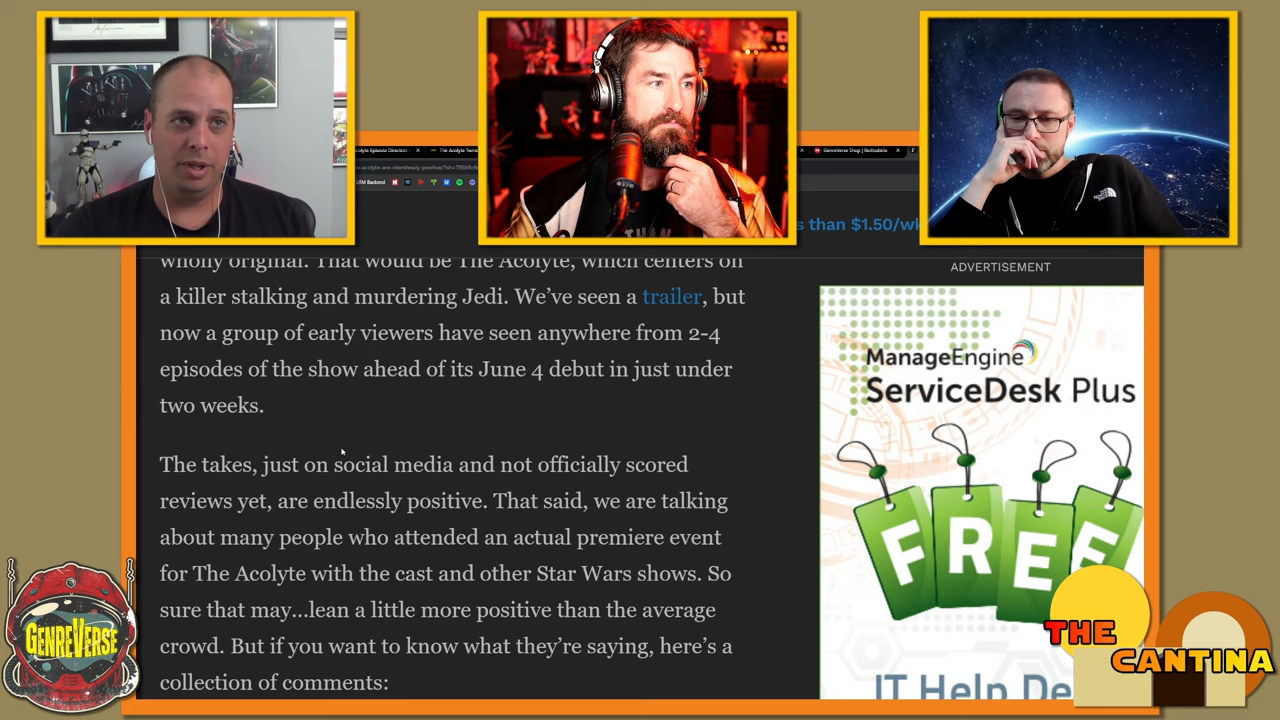 GenreVerse Shop | Redbubble
s than $1.50/wk
wholly original. That would be The Acolyte, which centers on
a killer stalking and murdering Jedi. We’ve seen a trailer, but
now a group of early viewers have seen anywhere from 2-4
episodes of the show ahead of its June 4 debut in just under
two weeks.
The takes, just on social media and not officially scored
reviews yet, are endlessly positive. That said, we are talking
about many people who attended an actual premiere event
for The Acolyte with the cast and other Star Wars shows. So
sure that may...lean a little more positive than the average
crowd. But if you want to know what they’re saying, here’s a
collection of comments:
ADVERTISEMENT
ManageEngine
ServiceDesk Plus
FREE
IT Help De
GENREVERSE
THE
CANTINA
THE
NORTH
FACE